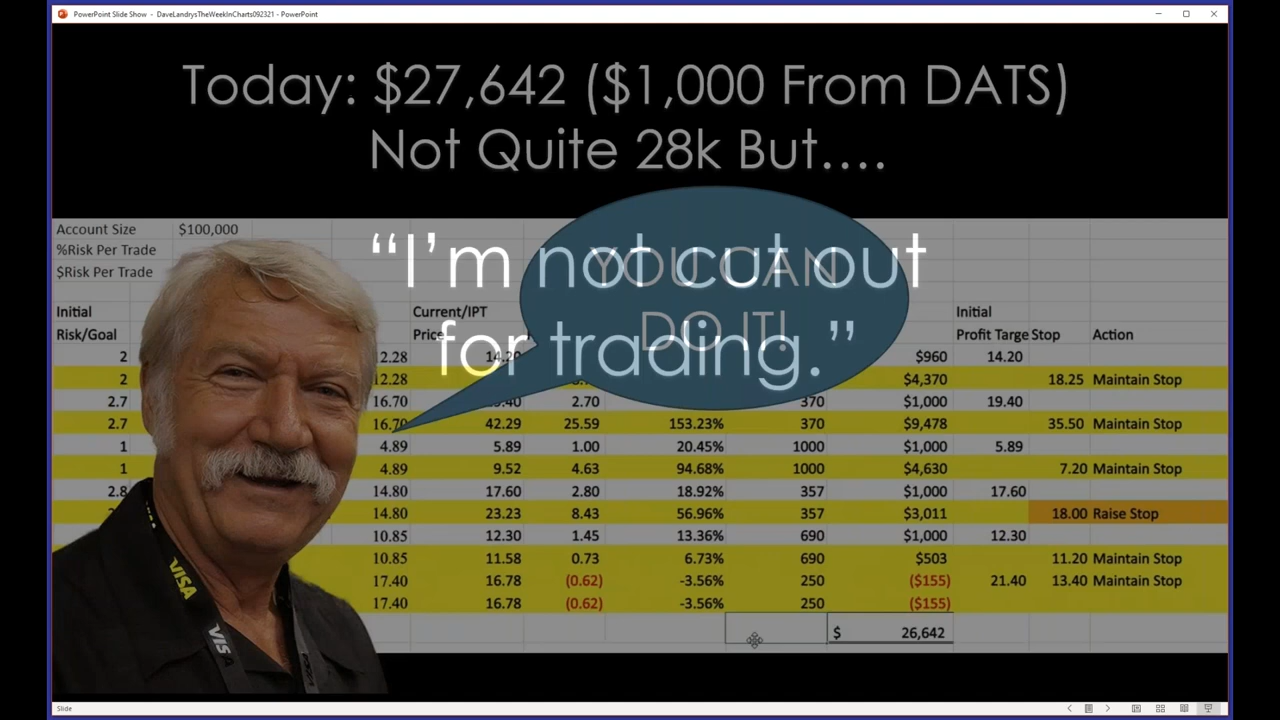 PowerPoint Slide Show - DaveLandrysTheWeekInCharts092321 - PowerPoint
Today: $27,642 ($1,000 From DATS)
Not Quite 28k But....
Account Size $100,000
%Risk Per Trade
$Risk Per Trade
YOU CAN
DO IT!
“I’m not cut out
for trading. ”
Initial Current/IPT Initial
Risk/Goal Price Profit Targe Stop Action
2 12.28 14.20 $960 14.20
2 12.28 $4,370 18.25 Maintain Stop
2.7 16.70 2.70 370 $1,000 19.40
2.7 16.70 42.29 25.59 153.23% 370 $9,478 35.50 Maintain Stop
1 4.89 5.89 1.00 20.45% 1000 $1,000 5.89
1 4.89 9.52 4.63 94.68% 1000 $4,630 7.20 Maintain Stop
2.8 14.80 17.60 2.80 18.92% 357 $1,000 17.60
14.80 23.23 8.43 56.96% 357 $3,011 18.00 Raise Stop
10.85 12.30 1.45 13.36% 690 $1,000 12.30
10.85 11.58 0.73 6.73% 690 $503 11.20 Maintain Stop
17.40 16.78 (0.62) -3.56% 250 ($155) 21.40 13.40 Maintain Stop
17.40 16.78 (0.62) -3.56% 250 ($155)
$ 26,642
VISA
VISA
Slide